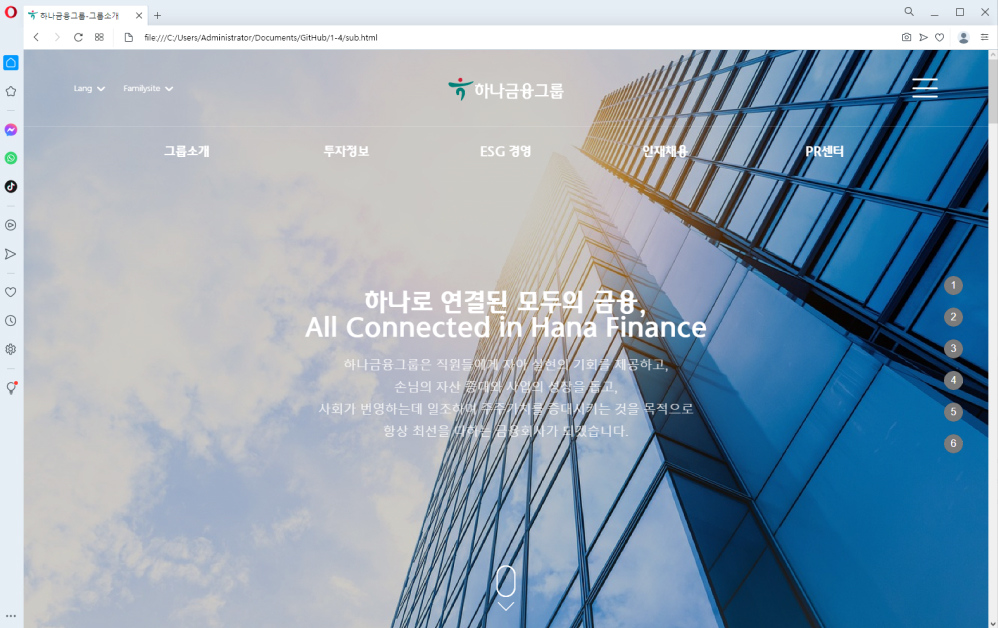 하나금융그룹-그룹소개
file:///C:/Users/Administrator/Documents/GitHub/1-4/sub.html
Lang
Familysite
하나금융그룹
그룹소개
투자정보
ESG 경영
인재채용
PR센터
하나로 연결된 모두의 금융,
All Connected in Hana Finance
하나금융그룹은 직원들에게 자아 실현의 기회를 제공하고,
손님의 자산 증대와 사업의 성장을 돕고,
사회가 번영하는데 일조하여 주주가치를 증대시키는 것을 목적으로
항상 최선을 다하는 금융회사가 되겠습니다.
1
2
3
4
5
6